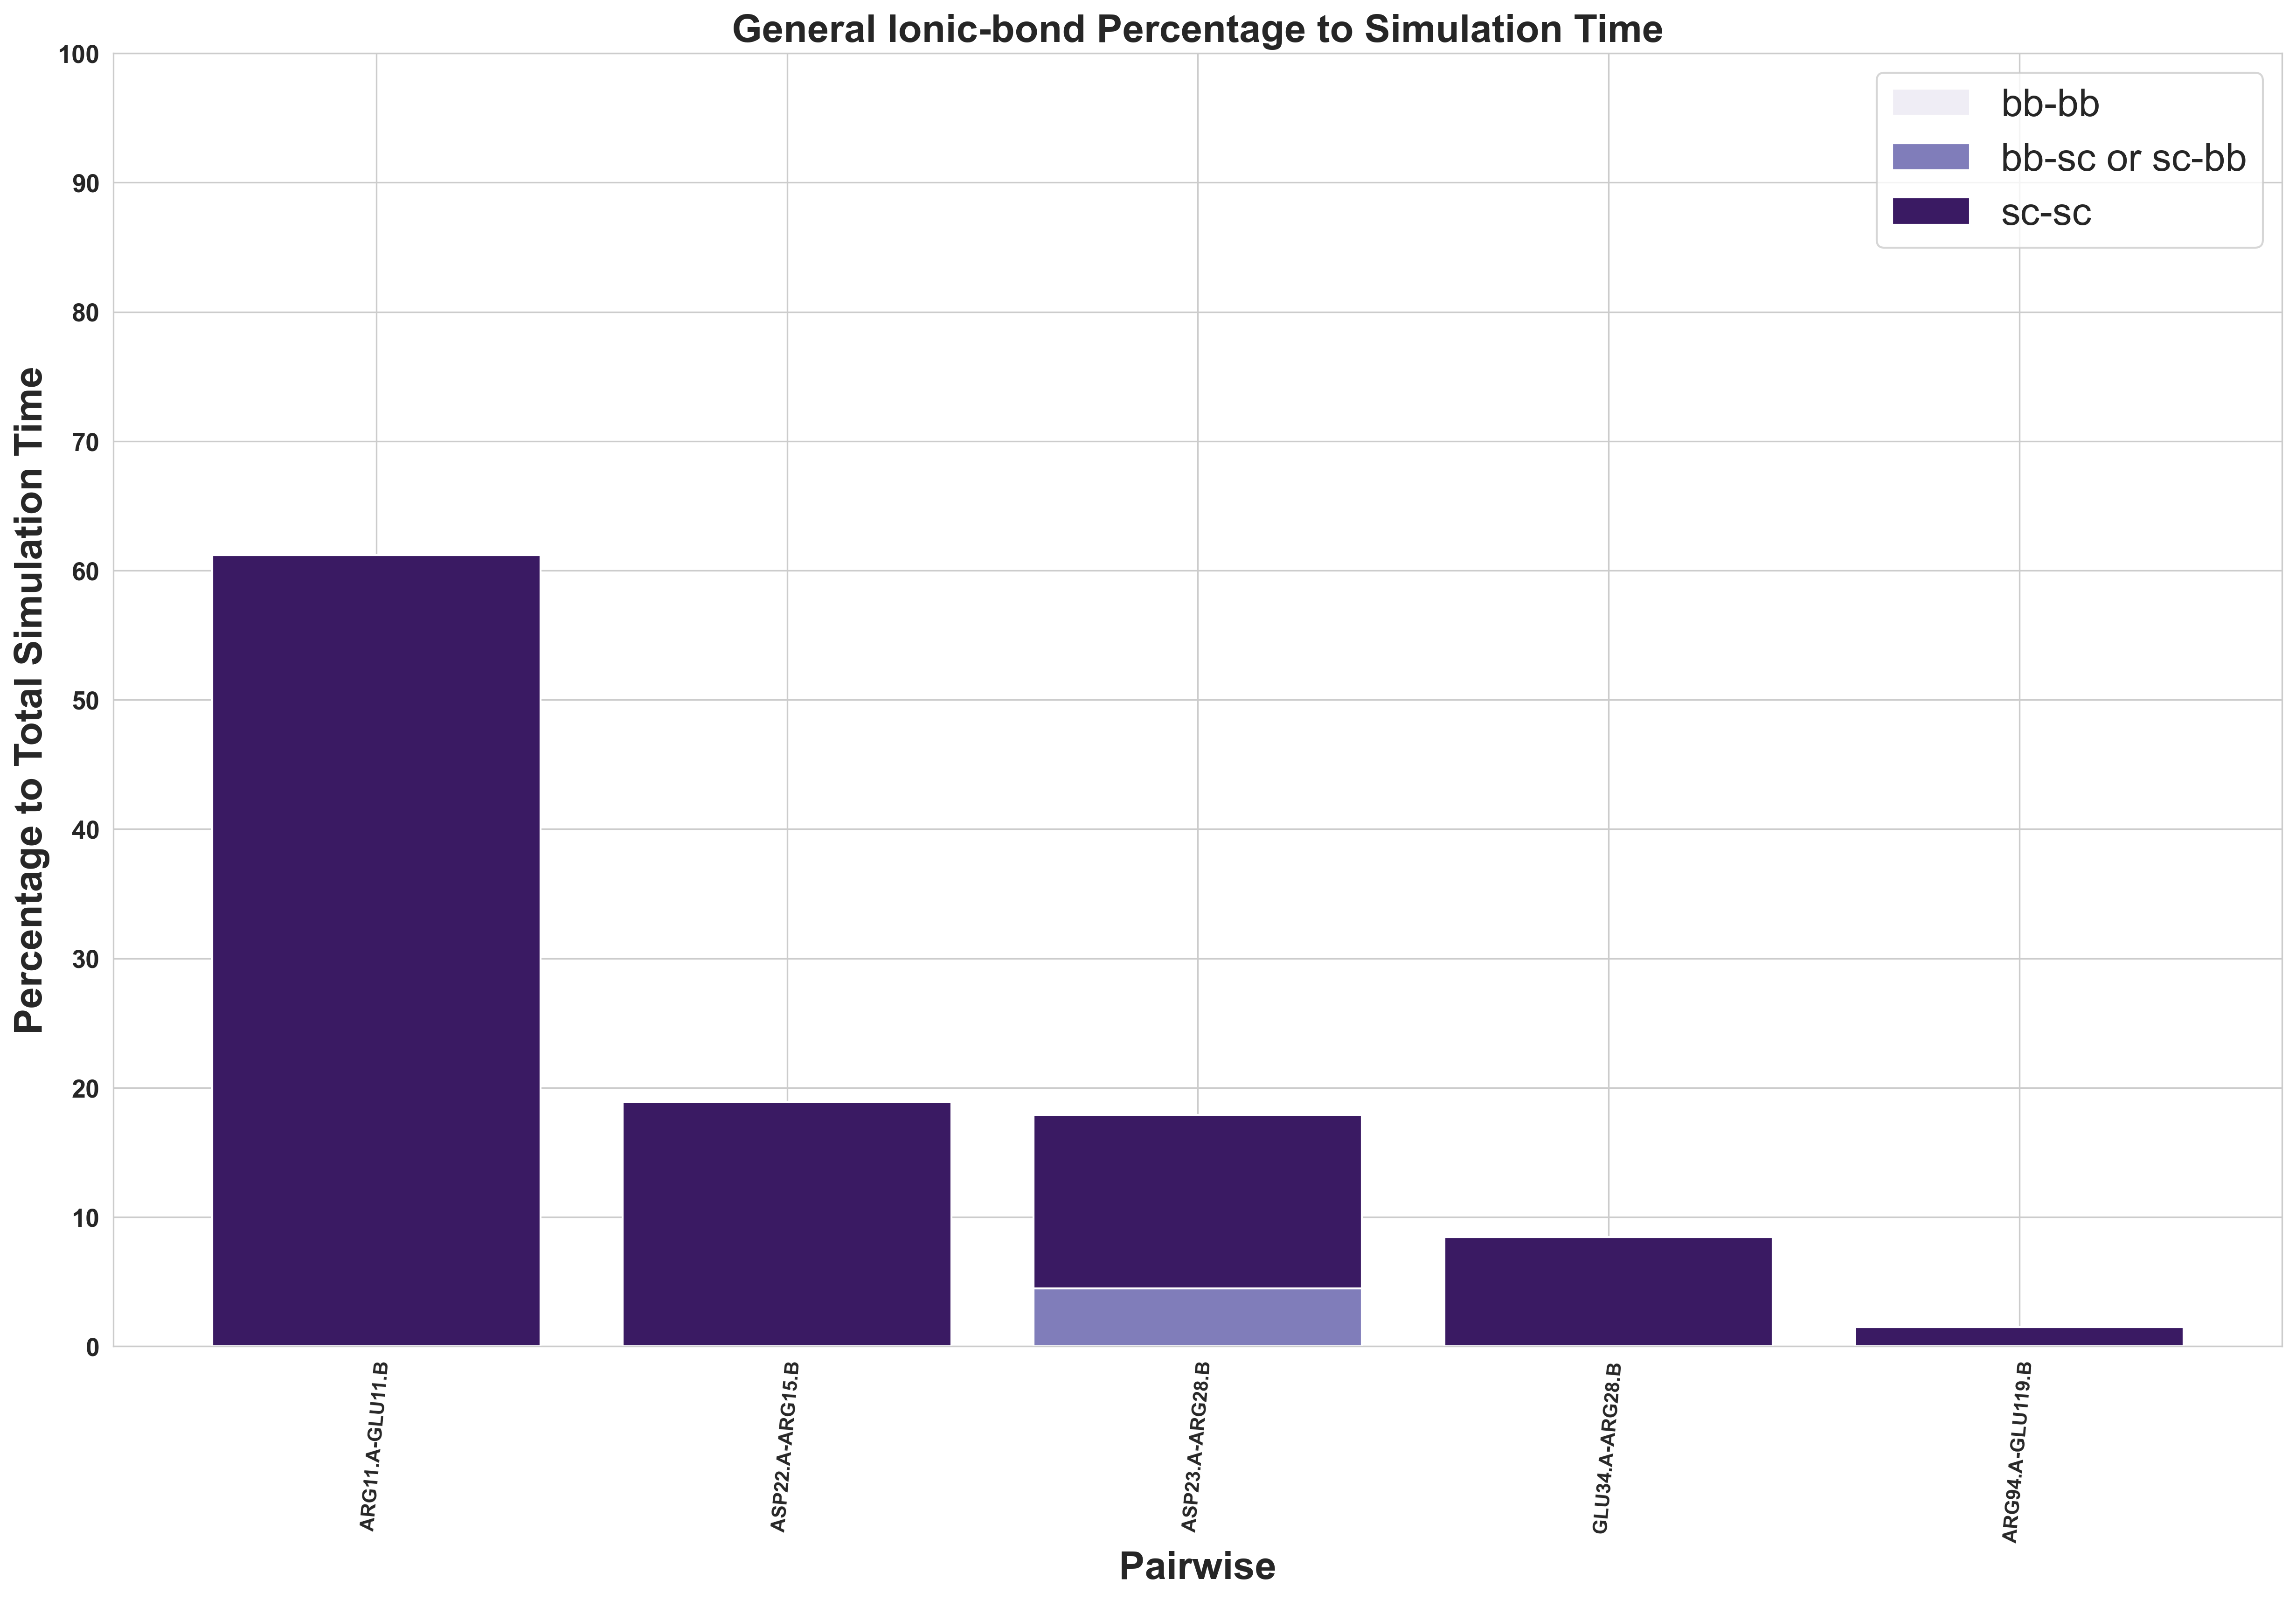 General Ionic-bond Percentage to Simulation Time
bb-bb
bb-sc or sc-bb
sc-sc
Percentage to Total Simulation Time
100
90
80
70
60
50
40
30
20
10
0
ARG11.A-GLU11.B
ASP22.A-ARG15.B
ASP23.A-ARG28.B
GLU34.A-ARG28.B
ARG94.A-GLU119.B
Pairwise